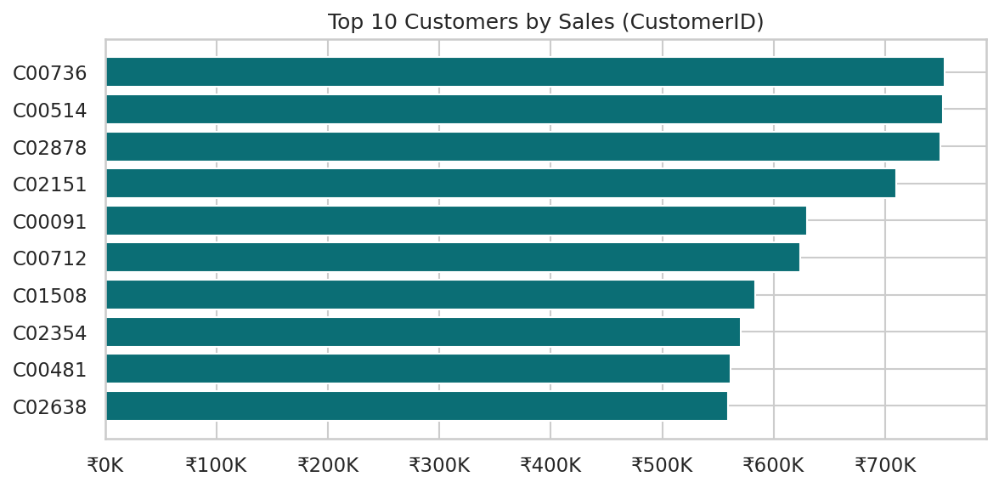 Top 10 Customers by Sales (CustomerID)
C00736
C00514
C02878
C02151
C00091
C00712
C01508
C02354
C00481
C02638
₹0K ₹100K ₹200K ₹300K ₹400K ₹500K ₹600K ₹700K